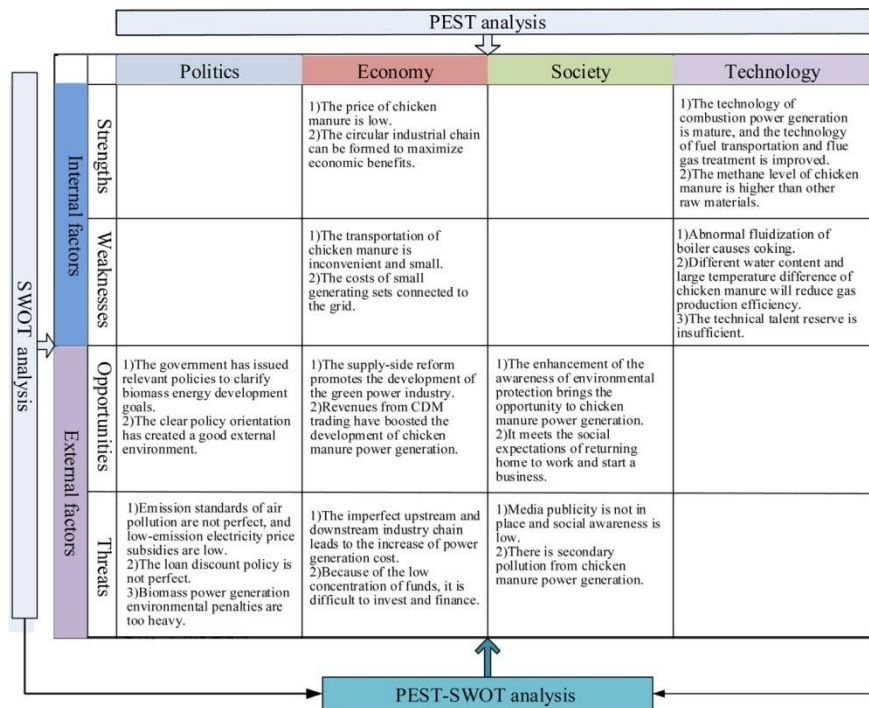 PEST analysis
Politics
Economy
Society
Technology
SWOT analysis
Internal factors
Strengths
1)The price of chicken
manure is low.
2)The circular industrial chain
can be formed to maximize
economic benefits.
1)The technology of
combustion power generation
is mature, and the technology
of fuel transportation and flue
gas treatment is improved.
2)The methane level of chicken
manure is higher than other
raw materials.
Weaknesses
1)The transportation of
chicken manure is
inconvenient and small.
2)The costs of small
generating sets connected to
the grid.
1)Abnormal fluidization of
boiler causes coking.
2)Different water content and
large temperature difference of
chicken manure will reduce gas
production efficiency.
3)The technical talent reserve is
insufficient.
External factors
Opportunities
1)The government has issued
relevant policies to clarify
biomass energy development
goals.
2)The clear policy orientation
has created a good external
environment.
1)The supply-side reform
promotes the development of
the green power industry.
2)Revenues from CDM
trading have boosted the
development of chicken
manure power generation.
1)The enhancement of the
awareness of environmental
protection brings the
opportunity to chicken
manure power generation.
2)It meets the social
expectations of returning
home to work and start a
business.
Threats
1)Emission standards of air
pollution are not perfect, and
low-emission electricity price
subsidies are low.
2)The loan discount policy is
not perfect.
3)Biomass power generation
environmental penalties are
too heavy.
1)The imperfect upstream and
downstream industry chain
leads to the increase of power
generation cost.
2)Because of the low
concentration of funds, it is
difficult to invest and finance.
1)Media publicity is not in
place and social awareness is
low.
2)There is secondary
pollution from chicken
manure power generation.
PEST-SWOT analysis